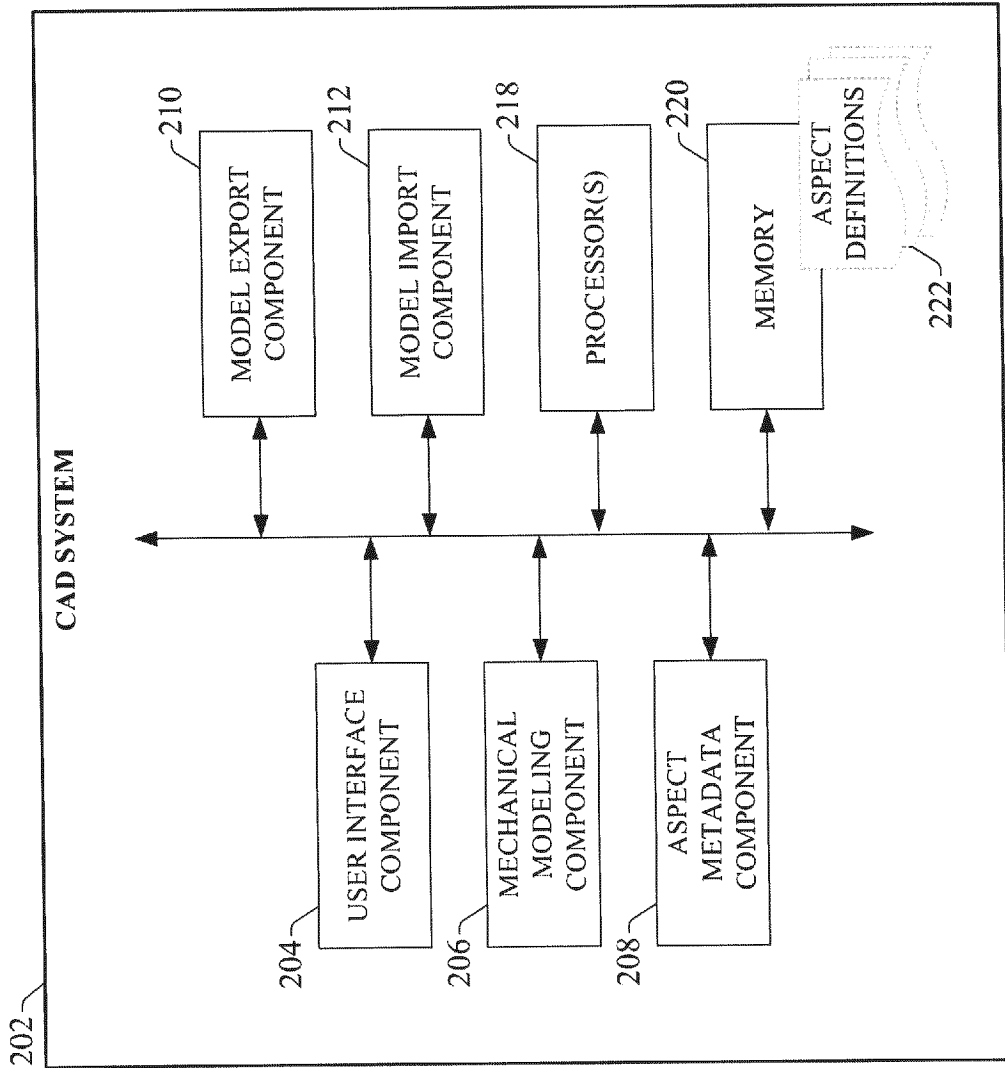 202
CAD SYSTEM
204
USER INTERFACE
COMPONENT
206
MECHANICAL
MODELING
COMPONENT
208
ASPECT
METADATA
COMPONENT
210
MODEL EXPORT
COMPONENT
212
MODEL IMPORT
COMPONENT
218
PROCESSOR(S)
220
MEMORY
ASPECT
DEFINITIONS
222